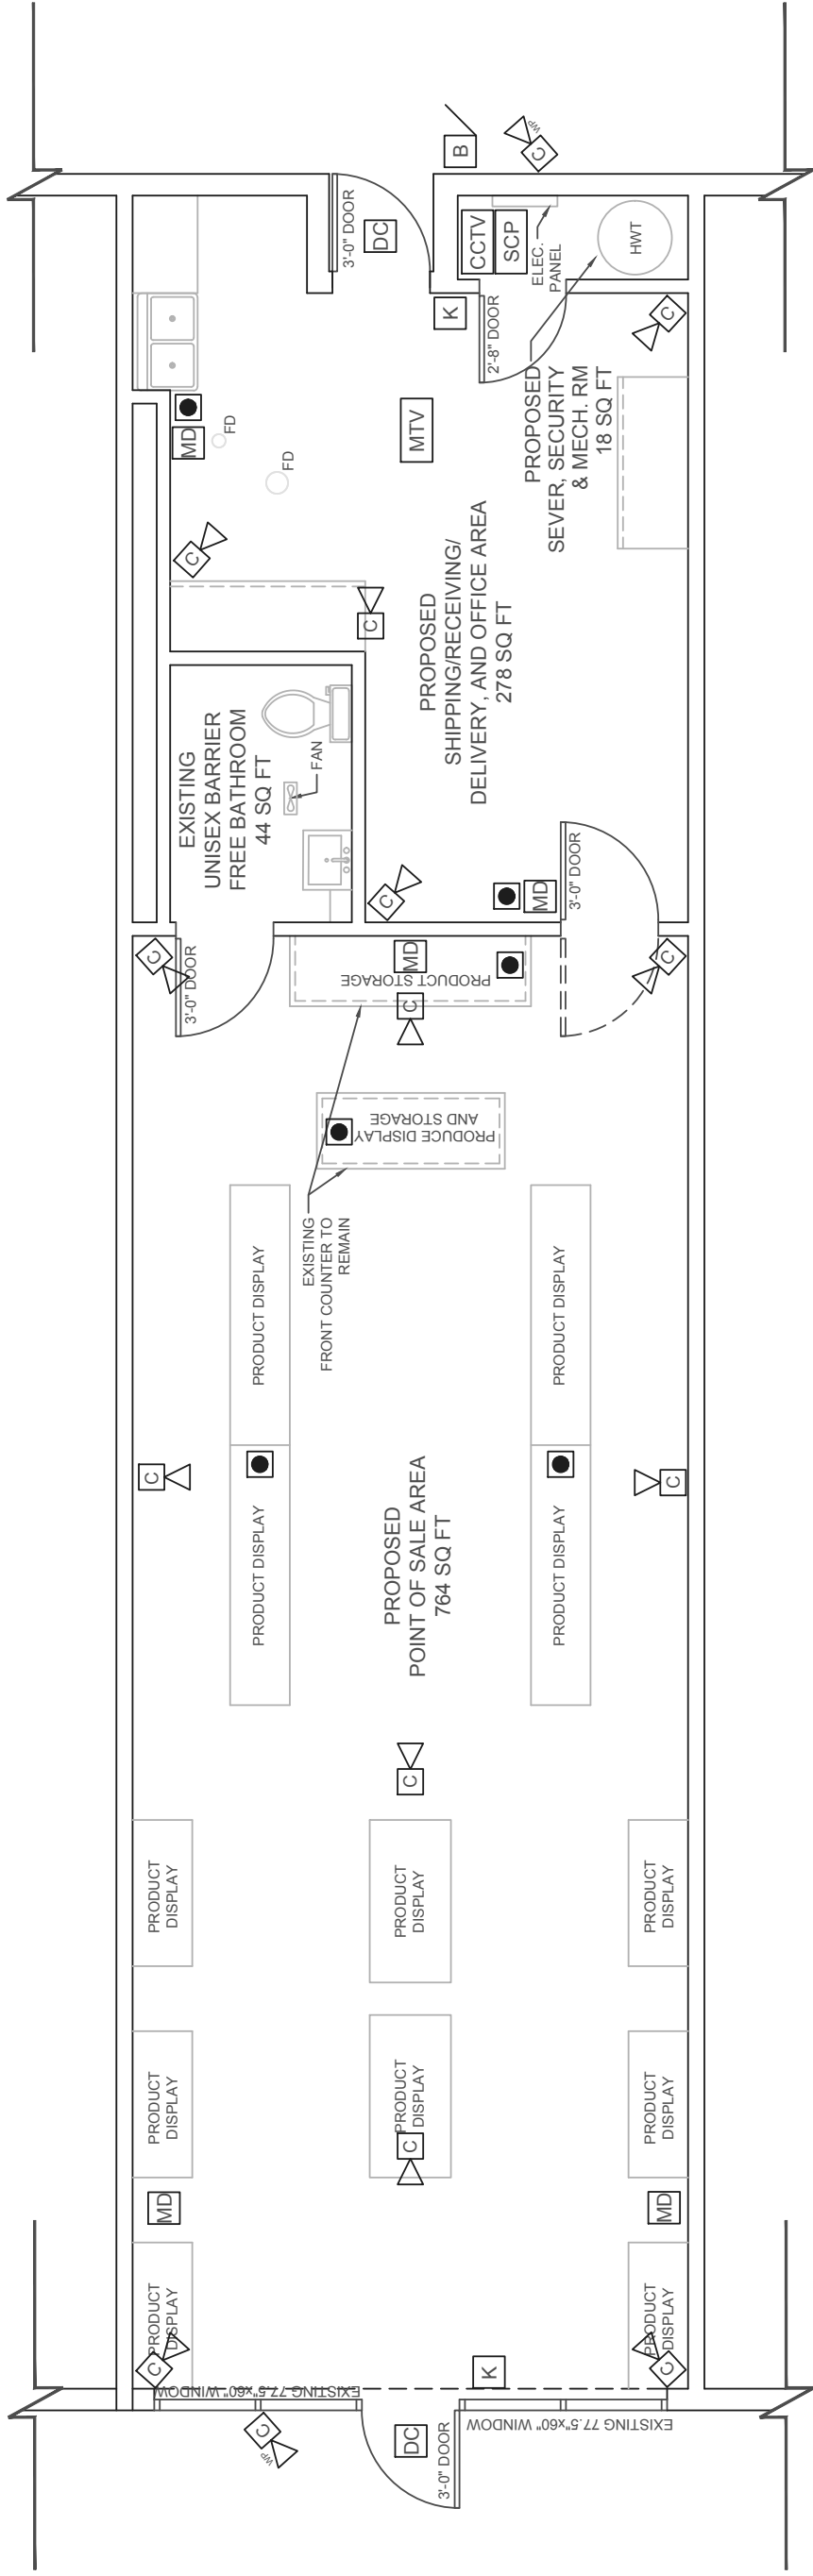 B
C
WP
3'-0" DOOR
DC
CCTV
SCP
ELEC.
PANEL
HWT
K
2'-8" DOOR
C
MD
FD
FD
MTV
PROPOSED
SEVER, SECURITY
& MECH. RM
18 SQ FT
C
C
PROPOSED
SHIPPING/RECEIVING/
DELIVERY, AND OFFICE AREA
278 SQ FT
EXISTING
UNISEX BARRIER
FREE BATHROOM
44 SQ FT
FAN
C
MD
3'-0" DOOR
C
3'-0" DOOR
MD
PRODUCT STORAGE
C
C
PRODUCE DISPLAY
AND STORAGE
EXISTING
FRONT COUNTER TO
REMAIN
PRODUCT DISPLAY
PRODUCT DISPLAY
C
C
PRODUCT DISPLAY
PRODUCT DISPLAY
PROPOSED
POINT OF SALE AREA
764 SQ FT
C
PRODUCT
DISPLAY
PRODUCT
DISPLAY
PRODUCT
DISPLAY
PRODUCT
DISPLAY
PRODUCT
DISPLAY
PRODUCT
DISPLAY
C
MD
MD
PRODUCT
DISPLAY
PRODUCT
DISPLAY
C
C
K
EXISTING 77.5"x60" WINDOW
EXISTING 77.5"x60" WINDOW
C
WP
DC
3'-0" DOOR